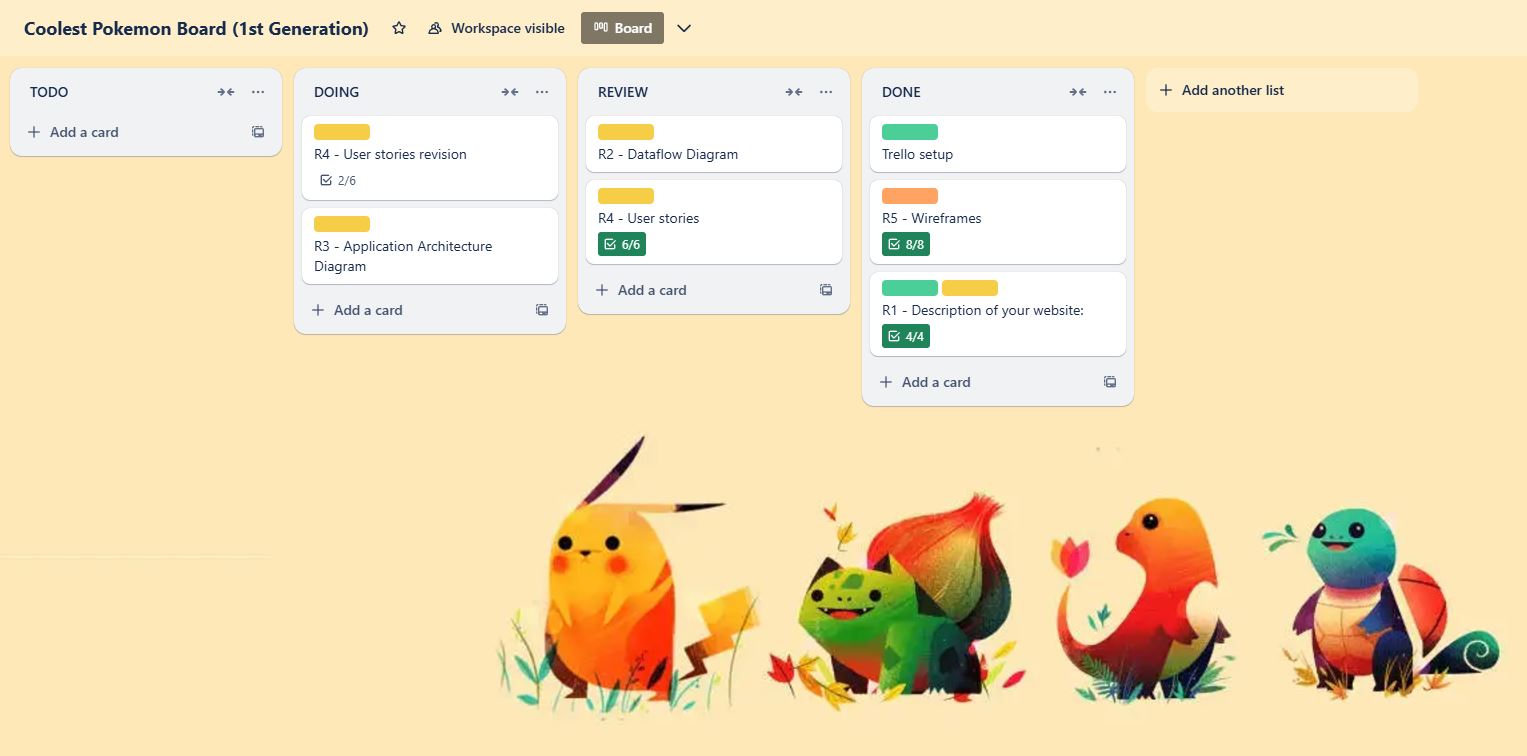 Coolest Pokemon Board (1st Generation)
Workspace visible
Board
TODO
Add a card
DOING
R4 - User stories revision
2/6
R3 - Application Architecture
Diagram
Add a card
REVIEW
R2 - Dataflow Diagram
R4 - User stories
6/6
Add a card
DONE
Trello setup
R5 - Wireframes
8/8
R1 - Description of your website:
4/4
Add a card
Add another list